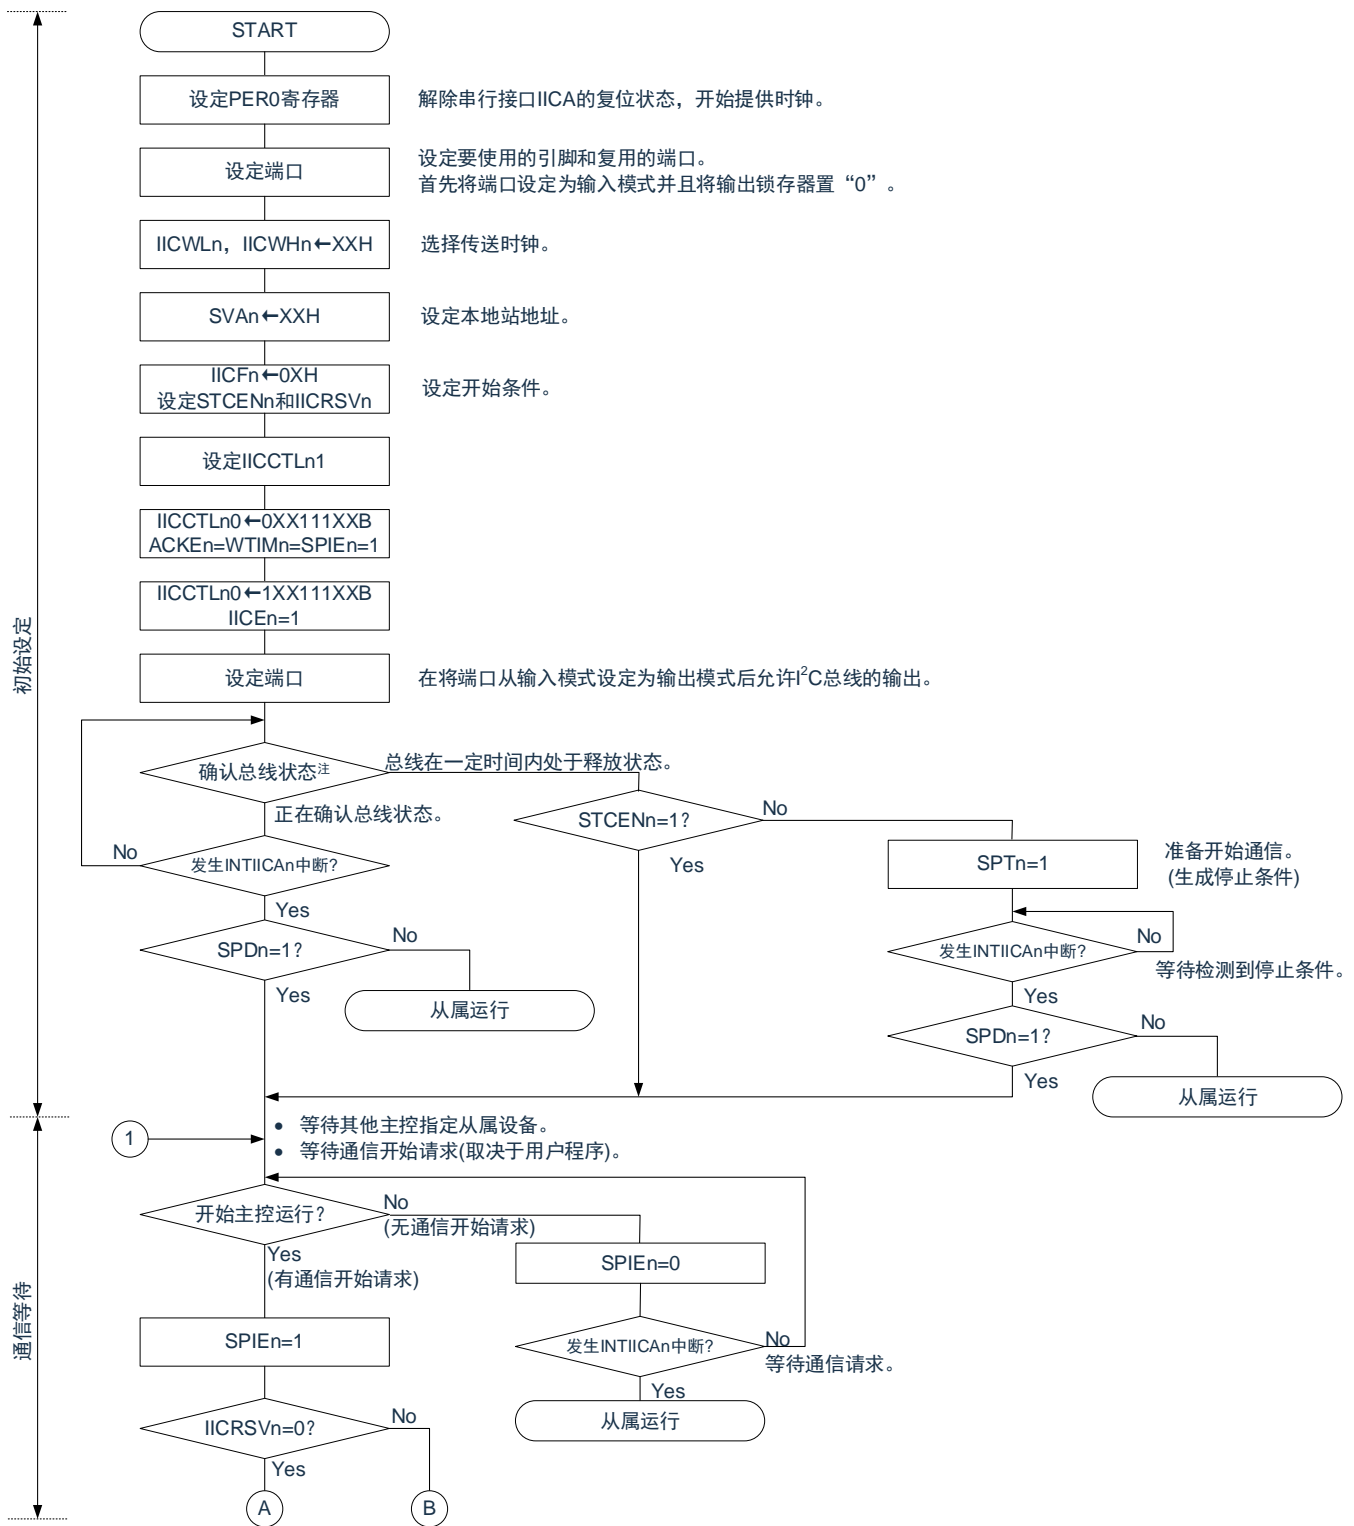 START
设定PER0寄存器
解除串行接口IICA的复位状态，开始提供时钟。
设定端口
设定要使用的引脚和复用的端口。
首先将端口设定为输入模式并且将输出锁存器置“0”。
IICWLn，IICWHn←XXH
选择传送时钟。
SVAn←XXH
设定本地站地址。
IICFn←0XH
设定STCENn和IICRSVn
设定开始条件。
设定IICCTLn1
IICCTLn0←0XX111XXB
ACKEn=WTIMn=SPIEn=1
IICCTLn0←1XX111XXB
IICEn=1
初始设定
设定端口
在将端口从输入模式设定为输出模式后允许I²C总线的输出。
确认总线状态注
总线在一定时间内处于释放状态。
正在确认总线状态。
STCENn=1?
No
Yes
SPTn=1
准备开始通信。
(生成停止条件)
No
发生INTIICAn中断?
Yes
SPDn=1?
No
Yes
从属运行
发生INTIICAn中断?
No
等待检测到停止条件。
Yes
SPDn=1?
No
Yes
从属运行
1
• 等待其他主控指定从属设备。
• 等待通信开始请求(取决于用户程序)。
开始主控运行?
No
(无通信开始请求)
Yes
(有通信开始请求)
SPIEn=0
通信等待
SPIEn=1
发生INTIICAn中断?
No
等待通信请求。
Yes
从属运行
IICRSVn=0?
No
Yes
A
B